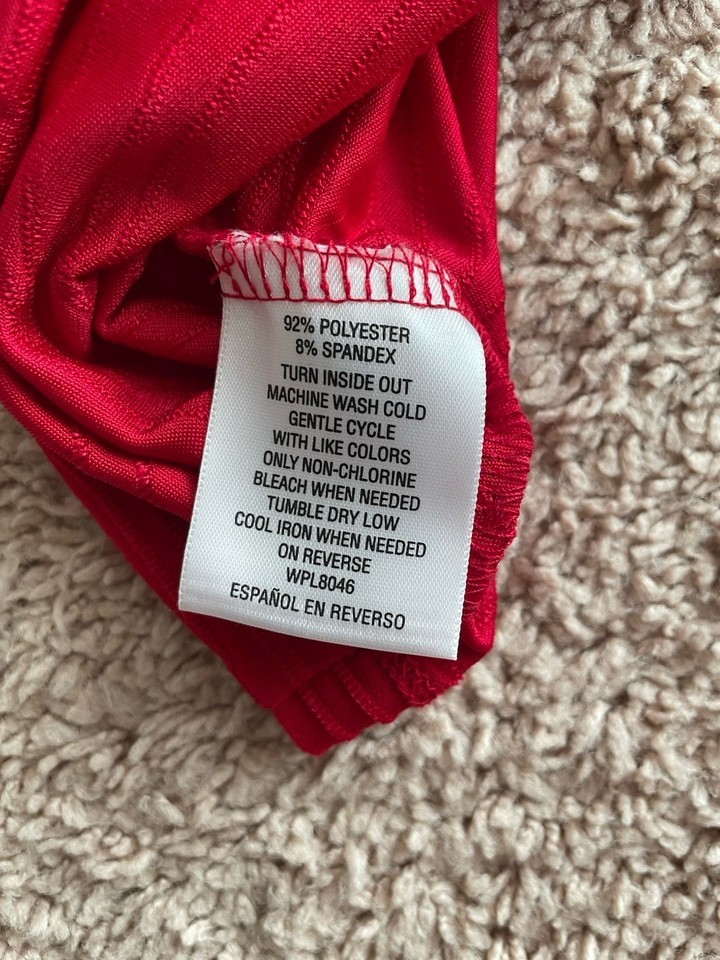 92% POLYESTER
8% SPANDEX
TURN INSIDE OUT
MACHINE WASH COLD
GENTLE CYCLE
WITH LIKE COLORS
ONLY NON-CHLORINE
BLEACH WHEN NEEDED
TUMBLE DRY LOW
COOL IRON WHEN NEEDED
ON REVERSE
WPL8046
ESPAÑOL EN REVERSO